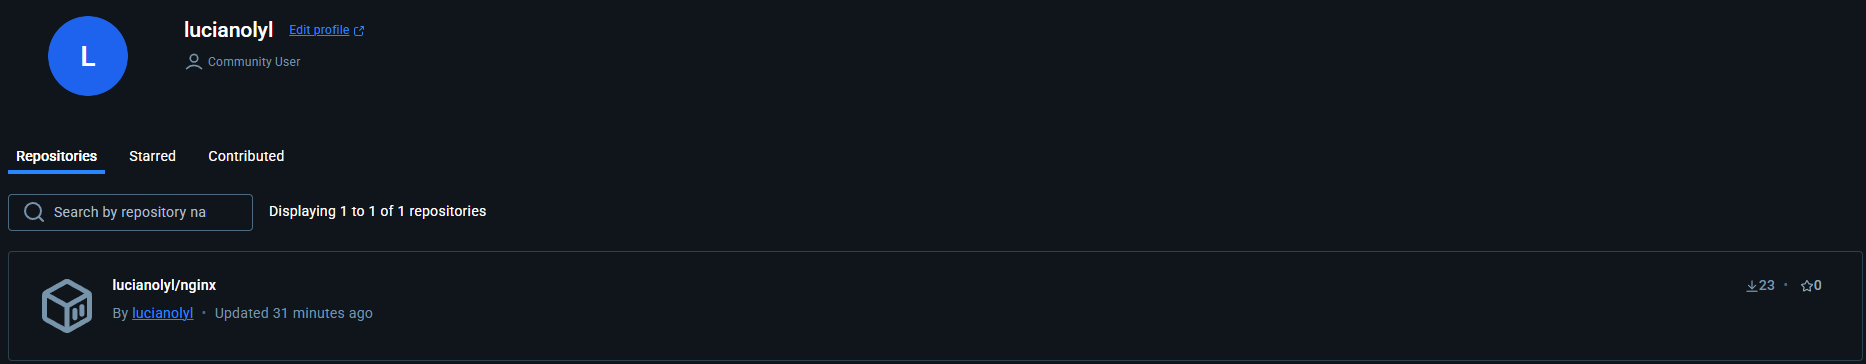 L
lucianolyl Edit profile
Community User
Repositories Starred Contributed
Search by repository na Displaying 1 to 1 of 1 repositories
lucianolyl/nginx 23 • 0
By lucianolyl • Updated 31 minutes ago